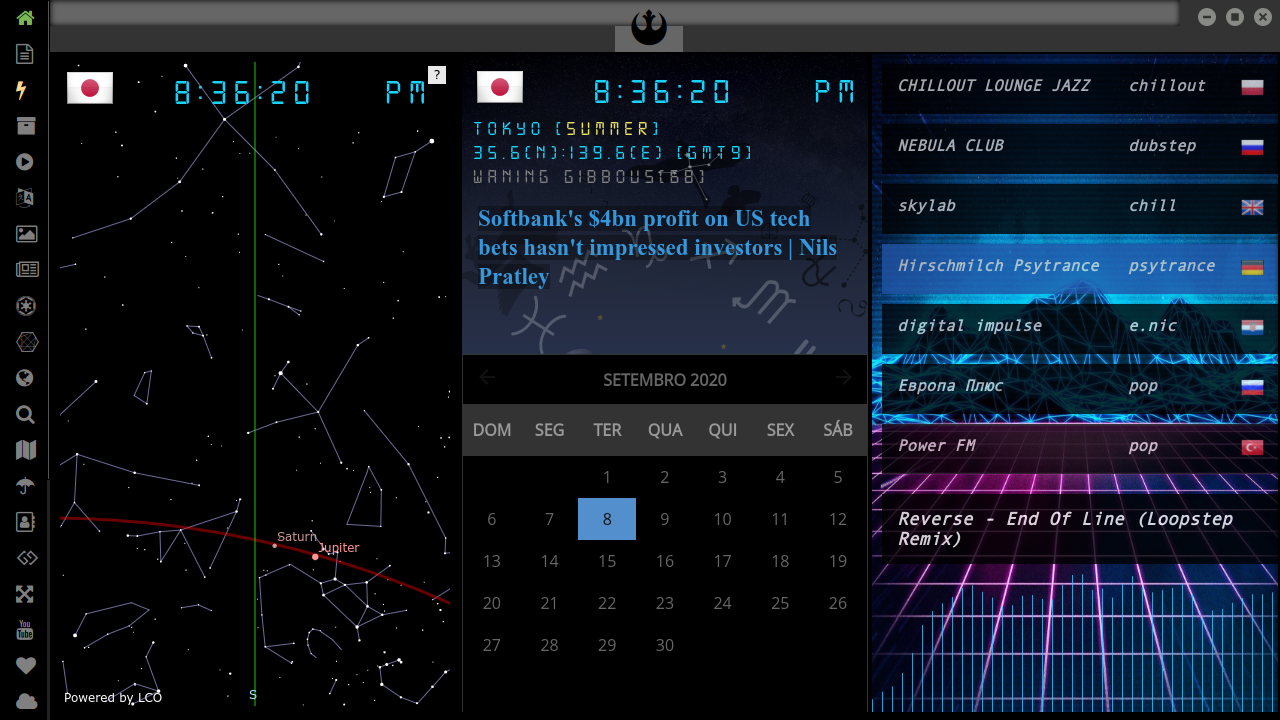 8:36:20 PM
?
Saturn
Jupiter
S
Powered by LCO
You
Tube
8:36:20 PM
TOKYO [SUMMER]
35.6(N):139.6(E) [GMT9]
WANING GIBBOUS[68]
Softbank's $4bn profit on US tech
bets hasn't impressed investors | Nils
Pratley
SETEMBRO 2020
DOM SEG TER QUA QUI SEX SÁB
1 2 3 4 5
6 7 8 9 10 11 12
13 14 15 16 17 18 19
20 21 22 23 24 25 26
27 28 29 30
CHILLOUT LOUNGE JAZZ chillout
NEBULA CLUB dubstep
skylab chill
Hirschmilch Psytrance psytrance
digital impulse e.nic
Европа Плюс pop
Power FM pop
Reverse - End Of Line (Loopstep
Remix)